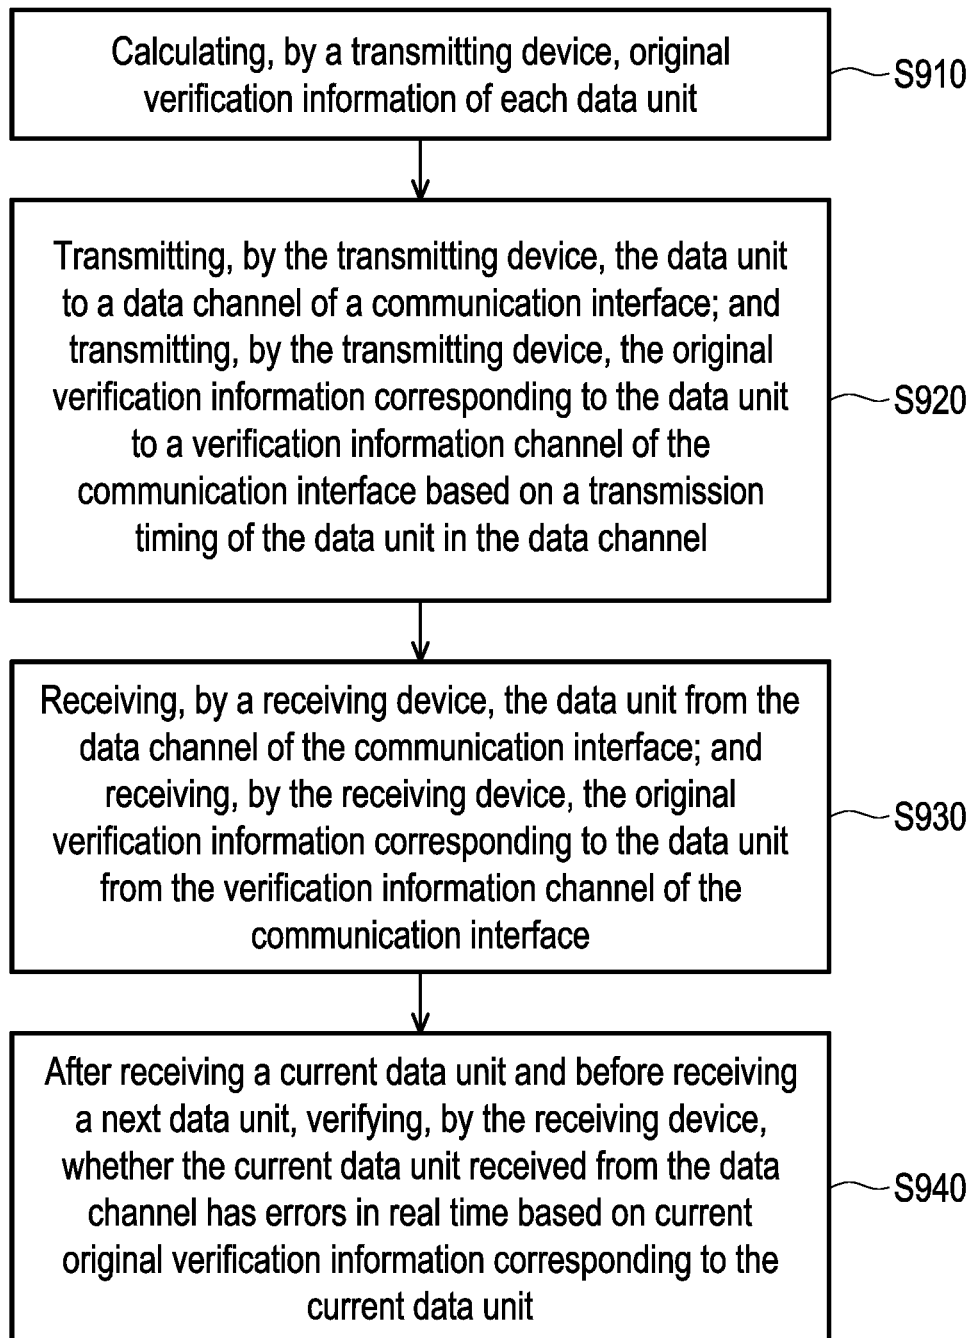 Calculating, by a transmitting device, original
verification information of each data unit
S910
Transmitting, by the transmitting device, the data unit
to a data channel of a communication interface; and
transmitting, by the transmitting device, the original
verification information corresponding to the data unit
to a verification information channel of the
communication interface based on a transmission
timing of the data unit in the data channel
S920
Receiving, by a receiving device, the data unit from the
data channel of the communication interface; and
receiving, by the receiving device, the original
verification information corresponding to the data unit
from the verification information channel of the
communication interface
S930
After receiving a current data unit and before receiving
a next data unit, verifying, by the receiving device,
whether the current data unit received from the data
channel has errors in real time based on current
original verification information corresponding to the
current data unit
S940